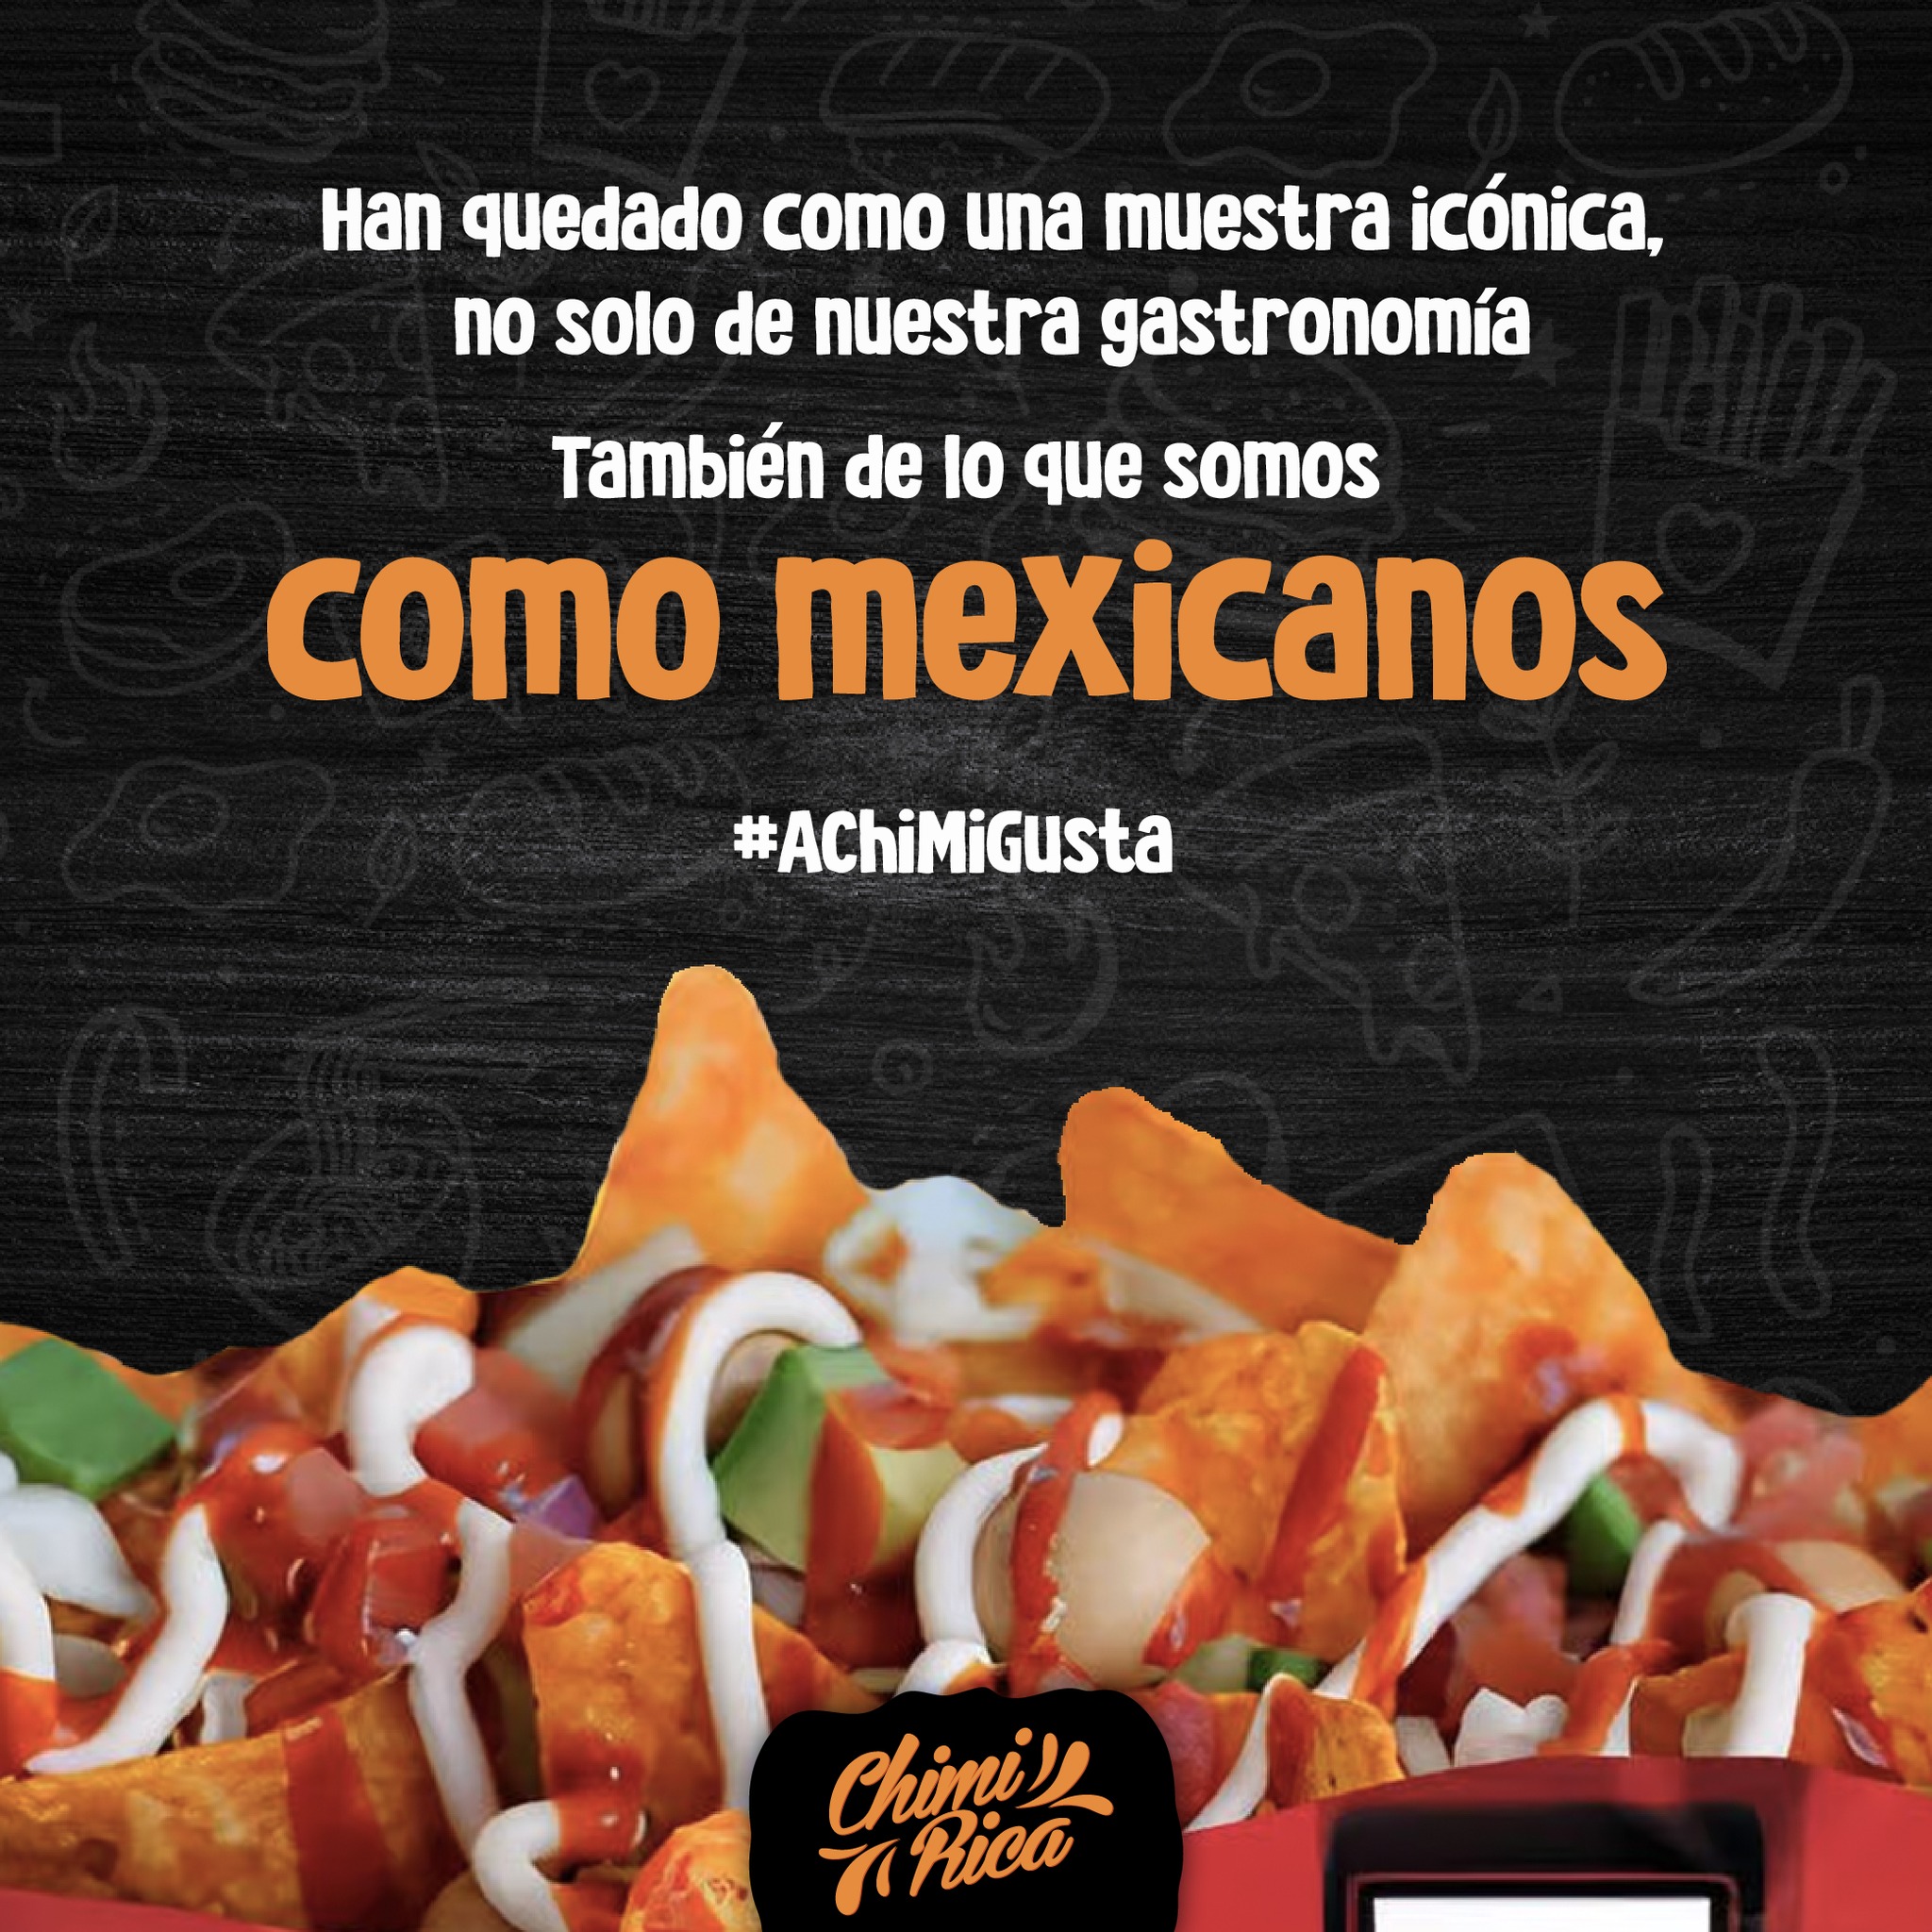 Han quedado como una muestra icónica,
no solo de nuestra gastronomía
También de lo que somos
como mexicanos
#AChiMiGusta
Chimi
Rica